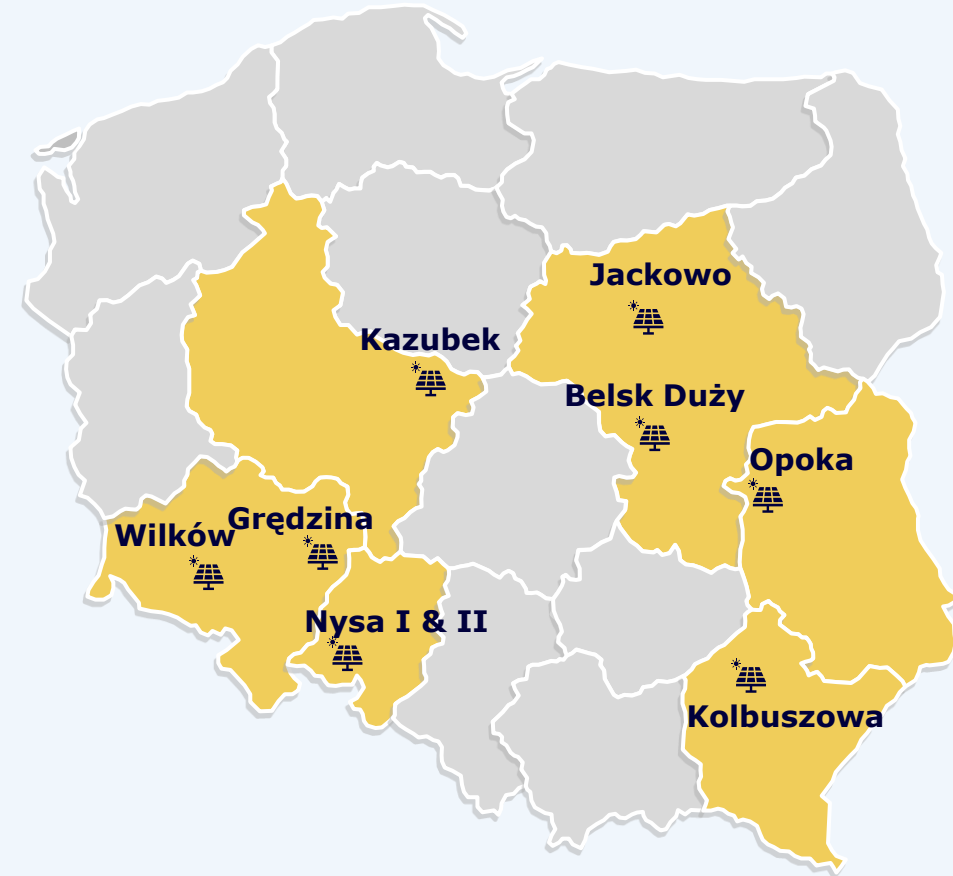 Jackowo
Kazubek
Belsk Duży
Opoka
Grędzina
Wilków
Nysa I & II
Kolbuszowa